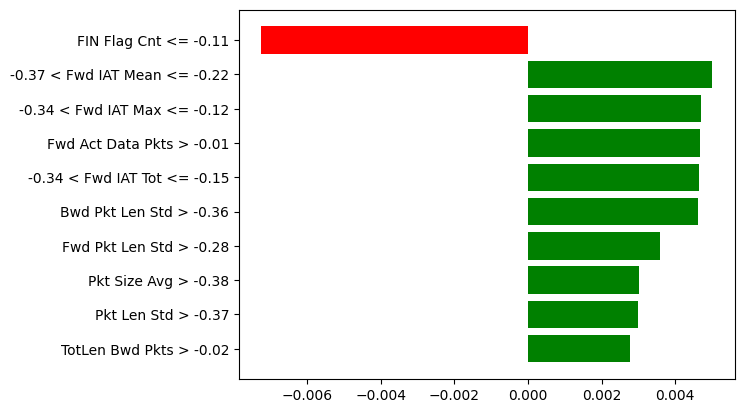 FIN Flag Cnt <= -0.11
-0.37 < Fwd IAT Mean <= -0.22
-0.34 < Fwd IAT Max <= -0.12
Fwd Act Data Pkts > -0.01
-0.34 < Fwd IAT Tot <= -0.15
Bwd Pkt Len Std > -0.36
Fwd Pkt Len Std > -0.28
Pkt Size Avg > -0.38
Pkt Len Std > -0.37
TotLen Bwd Pkts > -0.02
−0.006 −0.004 −0.002 0.000 0.002 0.004